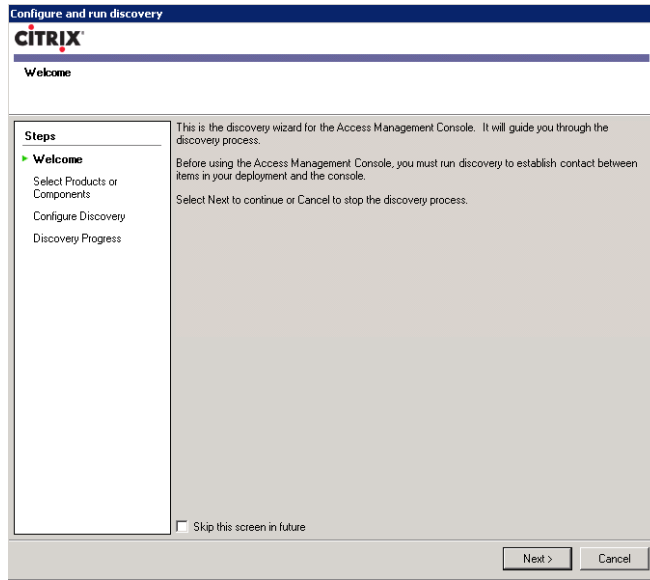 Configure and run discovery
CİTRIX
Welcome
Steps
Welcome
Select Products or
Components
Configure Discovery
Discovery Progress
This is the discovery wizard for the Access Management Console. It will guide you through the
discovery process.
Before using the Access Management Console, you must run discovery to establish contact between
items in your deployment and the console.
Select Next to continue or Cancel to stop the discovery process.
Skip this screen in future
Next >
Cancel